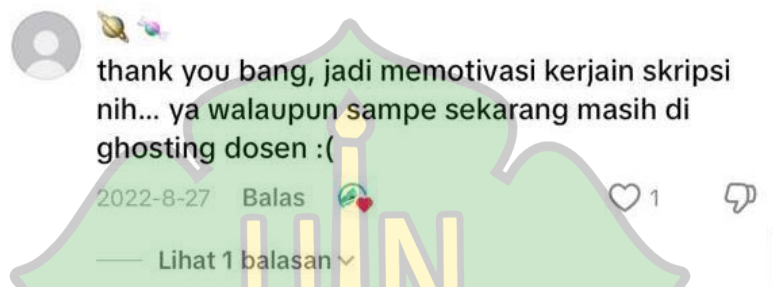 thank you bang, jadi memotivasi kerjain skripsi
nih... ya walaupun sampe sekarang masih di
ghosting dosen :(
2022-8-27 Balas
1
Lihat 1 balasan
UIN